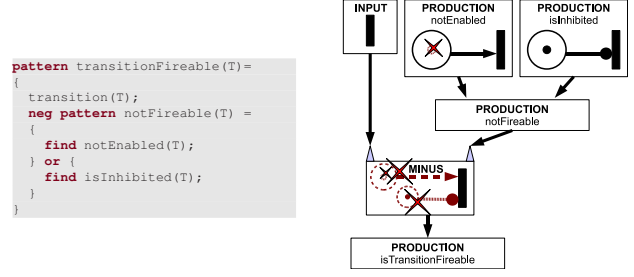 pattern transitionFireable(T)=
{
transition(T);
neg pattern notFireable(T) =
{
find notEnabled(T);
} or {
find isInhibited(T);
}
}
INPUT
PRODUCTION
notEnabled
PRODUCTION
isInhibited
PRODUCTION
notFireable
MINUS
PRODUCTION
isTransitionFireable